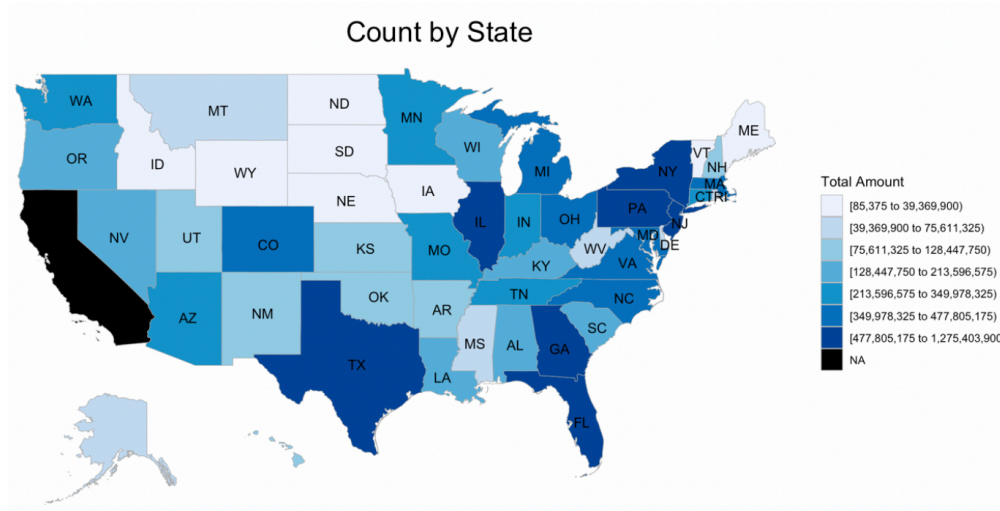 Count by State
WA
MT
ND
MN
ME
OR
ID
WY
SD
WI
MI
VT
NH
NY
MA
CTRI
NE
IA
PA
NJ
NV
UT
CO
KS
MO
IL
IN
OH
WV
MD
DE
VA
KY
AZ
NM
OK
AR
TN
NC
TX
LA
MS
AL
GA
SC
FL
Total Amount
[85,375 to 39,369,900)
[39,369,900 to 75,611,325)
[75,611,325 to 128,447,750)
[128,447,750 to 213,596,575)
[213,596,575 to 349,978,325)
[349,978,325 to 477,805,175)
[477,805,175 to 1,275,403,900
NA